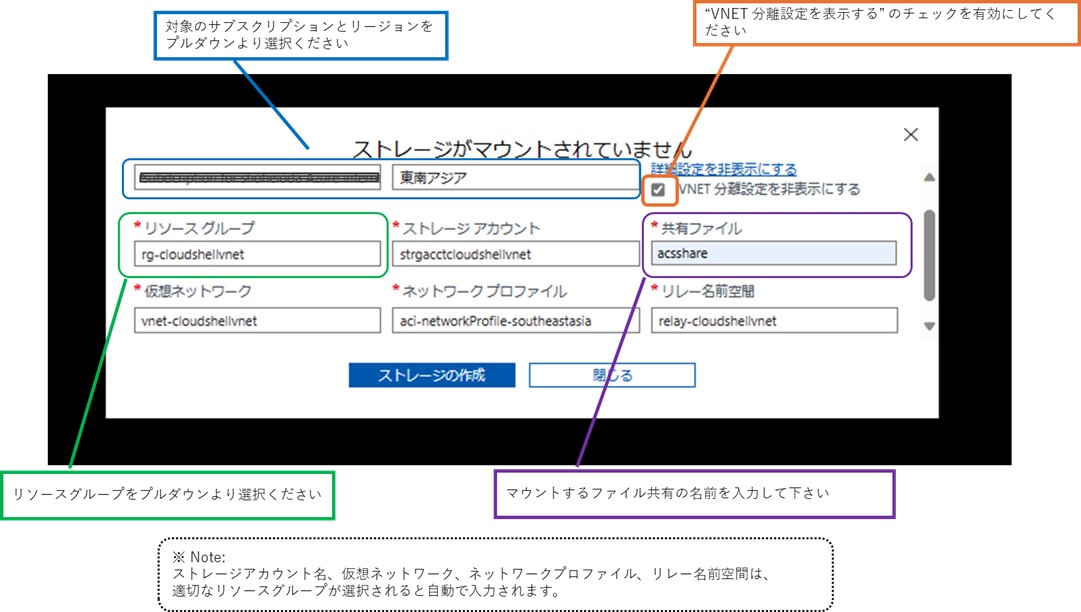 対象のサブスクリプションとリージョンを
プルダウンより選択ください
“VNET 分離設定を表示する” のチェックを有効にしてく
ださい
ストレージがマウントされていません
詳細設定を非表示にする
東南アジア
VNET 分離設定を非表示にする
* リソース グループ
* ストレージ アカウント
* 共有ファイル
rg-cloudshellvnet
strgacctcloudshellvnet
acsshare
* 仮想ネットワーク
* ネットワーク プロファイル
* リレー名前空間
vnet-cloudshellvnet
aci-networkProfile-southeastasia
relay-cloudshellvnet
ストレージの作成
閉じる
リソースグループをプルダウンより選択ください
マウントするファイル共有の名前を入力して下さい
※ Note:
ストレージアカウント名、仮想ネットワーク、ネットワークプロファイル、リレー名前空間は、
適切なリソースグループが選択されると自動で入力されます。